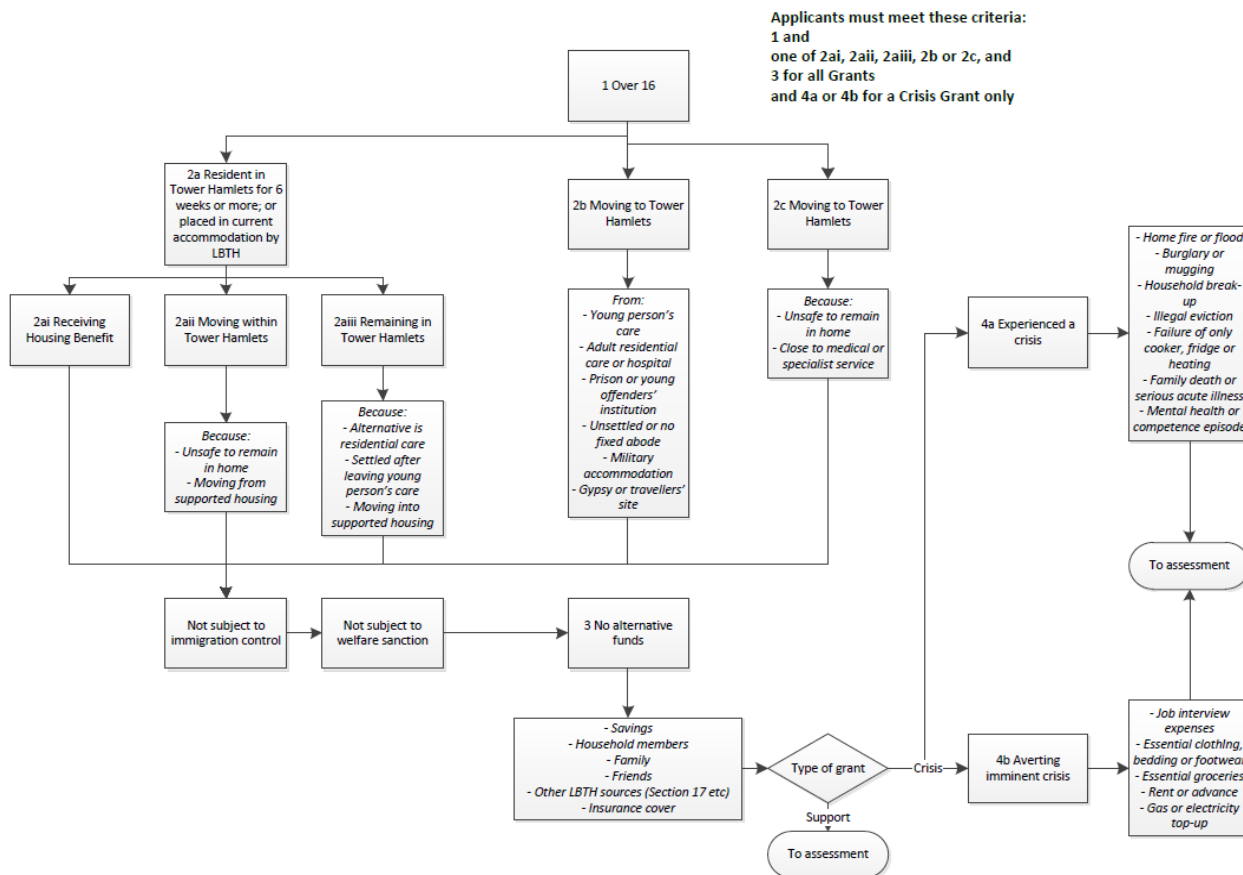 Applicants must meet these criteria:
1 and
one of 2ai, 2aii, 2aiii, 2b or 2c, and
3 for all Grants
and 4a or 4b for a Crisis Grant only
1 Over 16
2a Resident in
Tower Hamlets for 6
weeks or more; or
placed in current
accommodation by
LBTH
2b Moving to Tower
Hamlets
2c Moving to Tower
Hamlets
2ai Receiving
Housing Benefit
2aii Moving within
Tower Hamlets
2aiii Remaining in
Tower Hamlets
Because:
- Unsafe to remain
in home
- Moving from
supported housing
Because:
- Alternative is
residential care
- Settled after
leaving young
person's care
- Moving into
supported housing
From:
- Young person's
care
- Adult residential
care or hospital
- Prison or young
offenders'
institution
- Unsettled or no
fixed abode
- Military
accommodation
- Gypsy or travellers'
site
Because:
- Unsafe to remain
in home
- Close to medical or
specialist service
Not subject to
immigration control
Not subject to
welfare sanction
3 No alternative
funds
- Savings
- Household members
- Family
- Friends
- Other LBTH sources (Section 17 etc)
- Insurance cover
Type of grant
Crisis
Support
To assessment
4a Experienced a
crisis
- Home fire or flood
- Burglary or
mugging
- Household break-
up
- Illegal eviction
- Failure of only
cooker, fridge or
heating
- Family death or
serious acute illness
- Mental health or
competence episode
To assessment
4b Averting
imminent crisis
- Job interview
expenses
- Essential clothing,
bedding or footwear
- Essential groceries
- Rent or advance
- Gas or electricity
top-up